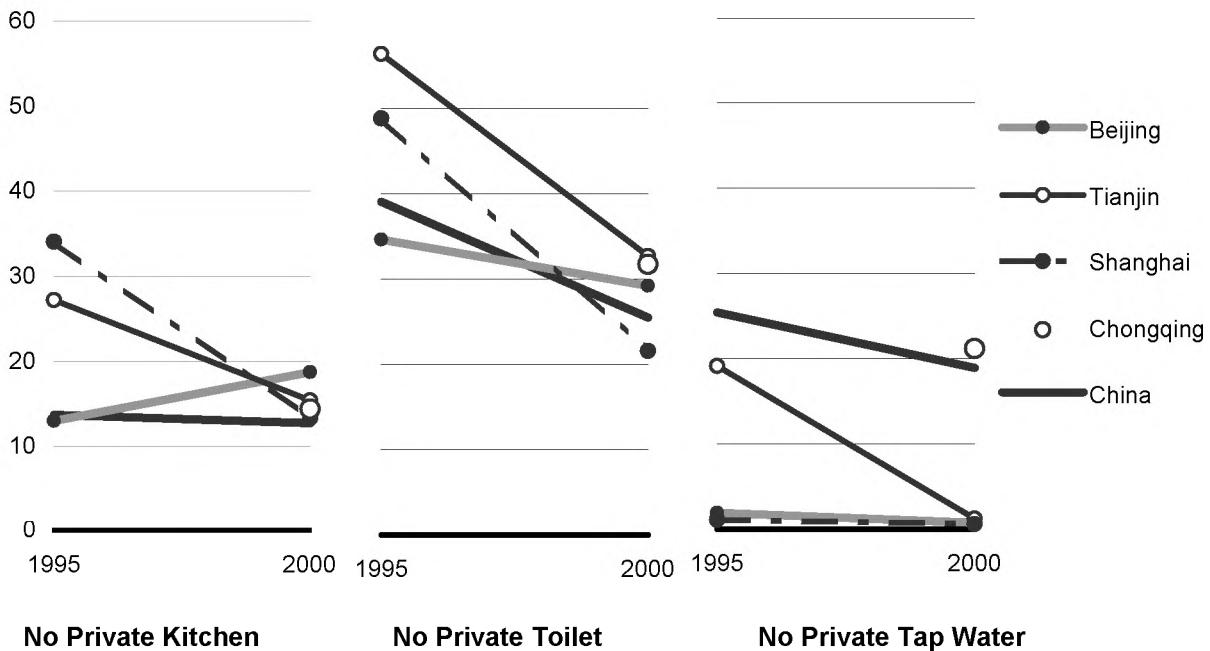 60
50
40
30
20
10
0
1995 2000
1995 2000
1995 2000
No Private Kitchen
No Private Toilet
No Private Tap Water
Beijing
Tianjin
Shanghai
Chongqing
China